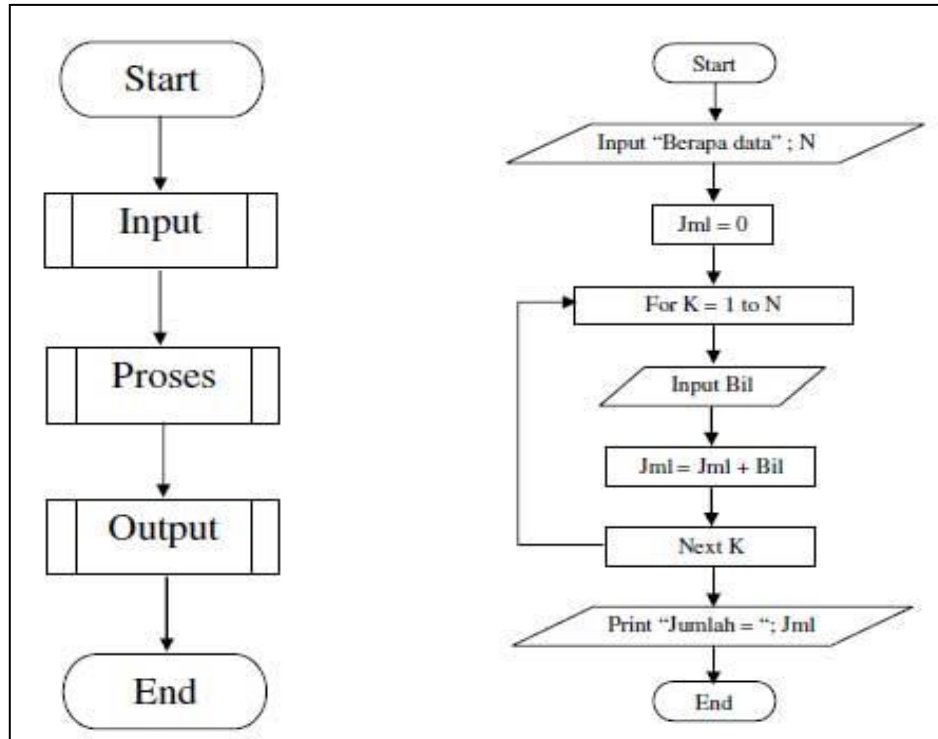 Start
Input
Proses
Output
End
Start
Input “Berapa data” ; N
Jml = 0
For K = 1 to N
Input Bil
Jml = Jml + Bil
Next K
Print “Jumlah = “; Jml
End